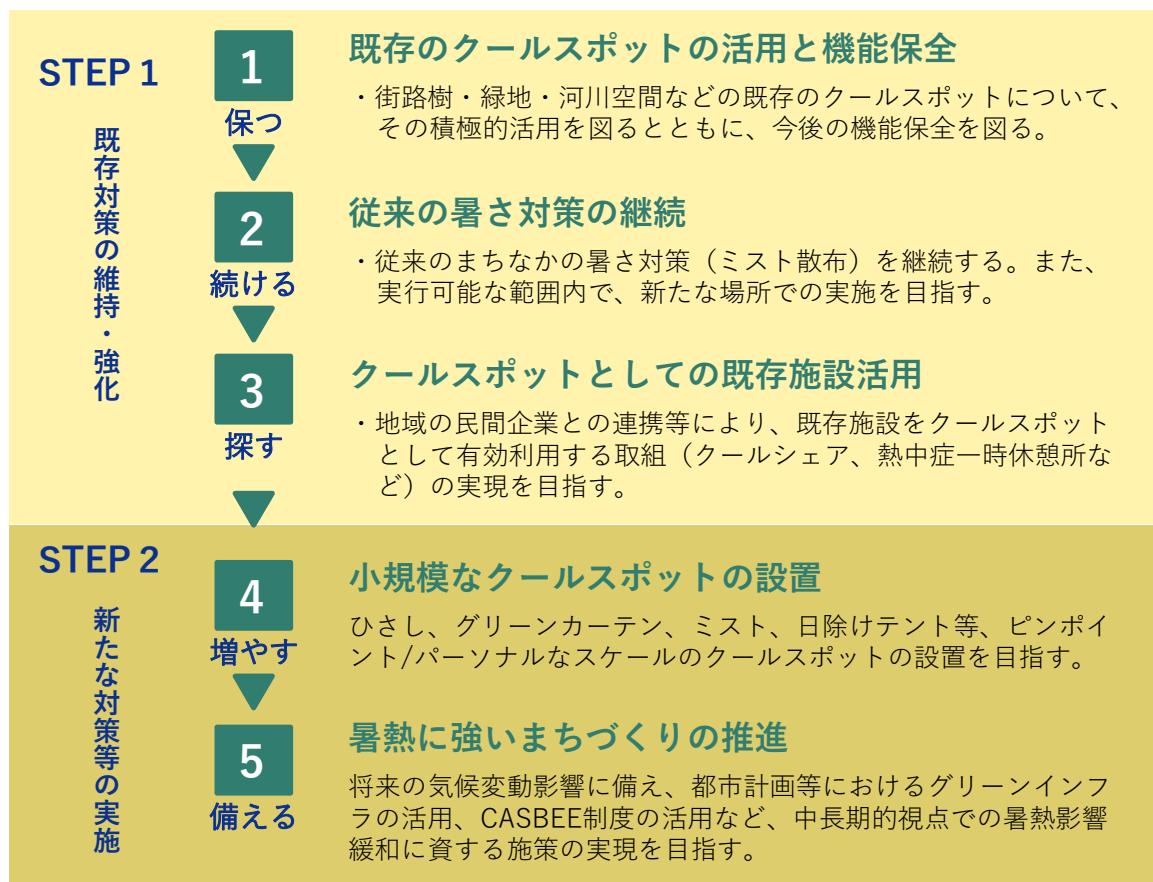 STEP 1
既存対策の維持・強化
1
保つ
既存のクールスポットの活用と機能保全
・街路樹・緑地・河川空間などの既存のクールスポットについて、
その積極的活用を図るとともに、今後の機能保全を図る。
2
続ける
従来の暑さ対策の継続
・従来のまちなかの暑さ対策（ミスト散布）を継続する。また、
実行可能な範囲内で、新たな場所での実施を目指す。
3
探す
クールスポットとしての既存施設活用
・地域の民間企業との連携等により、既存施設をクールスポット
として有効利用する取組（クールシェア、熱中症一時休憩所な
ど）の実現を目指す。
STEP 2
新たな対策等の実施
4
増やす
小規模なクールスポットの設置
ひさし、グリーンカーテン、ミスト、日除けテント等、ピンポイ
ント/パーソナルなスケールのクールスポットの設置を目指す。
5
備える
暑熱に強いまちづくりの推進
将来の気候変動影響に備え、都市計画等におけるグリーンインフ
ラの活用、CASBEE制度の活用など、中長期的視点での暑熱影響
緩和に資する施策の実現を目指す。